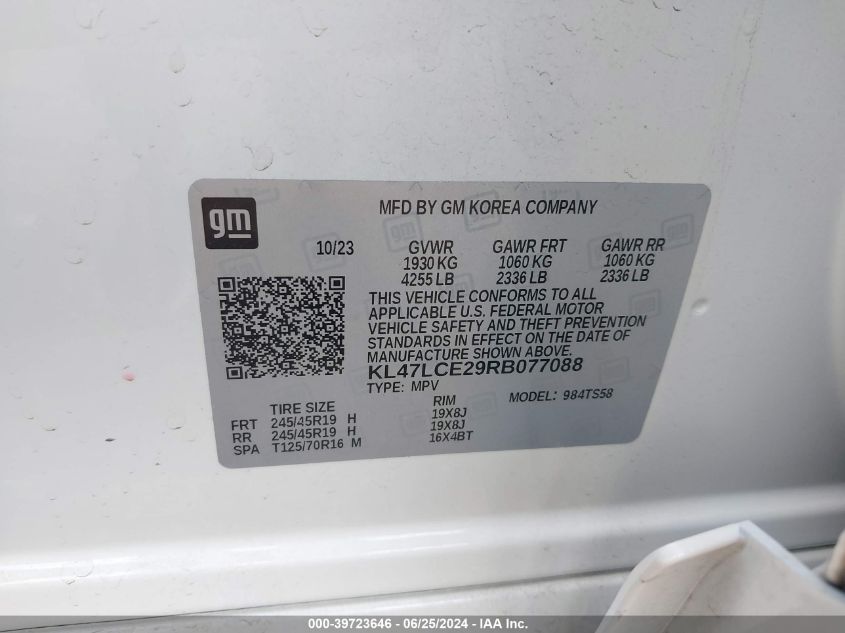 gm
MFD BY GM KOREA COMPANY
10/23 GVWR GAWR FRT GAWR RR
1930 KG 1060 KG 1060 KG
4255 LB 2336 LB 2336 LB
THIS VEHICLE CONFORMS TO ALL
APPLICABLE U.S. FEDERAL MOTOR
VEHICLE SAFETY AND THEFT PREVENTION
STANDARDS IN EFFECT ON THE DATE OF
MANUFACTURE SHOWN ABOVE.
KL47LCE29RB077088
TYPE: MPV MODEL: 984TS58
TIRE SIZE RIM
FRT 245/45R19 H 19X8J
RR 245/45R19 H 19X8J
SPA T125/70R16 M 16X4BT
000-39723646 - 06/25/2024 - IAA Inc.